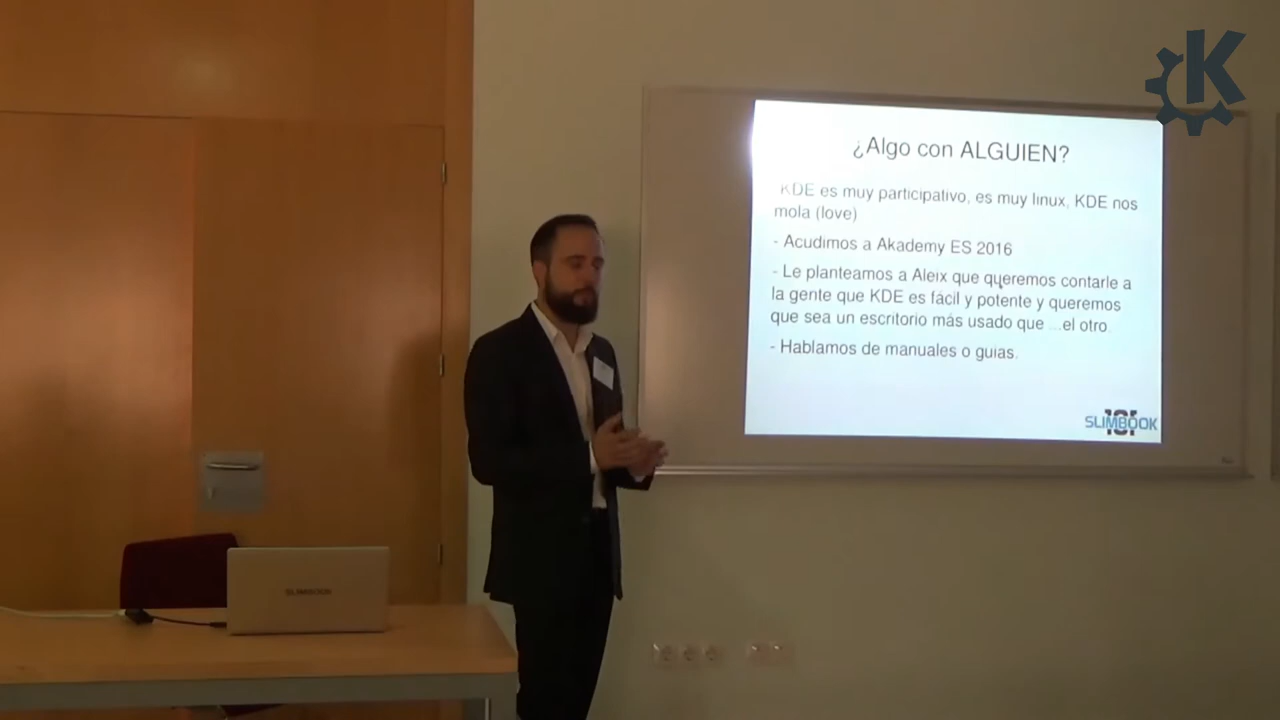 ¿Algo con ALGUIEN?
KDE es muy participativo, es muy linux, KDE nos
mola (love)
- Acudimos a Akademy ES 2016
- Le planteamos a Aleix que queremos contarle a
la gente que KDE es fácil y potente y queremos
que sea un escritorio más usado que ...el otro
- Hablamos de manuales o guias.
SLIMBOOK
SLIMBOOK
K